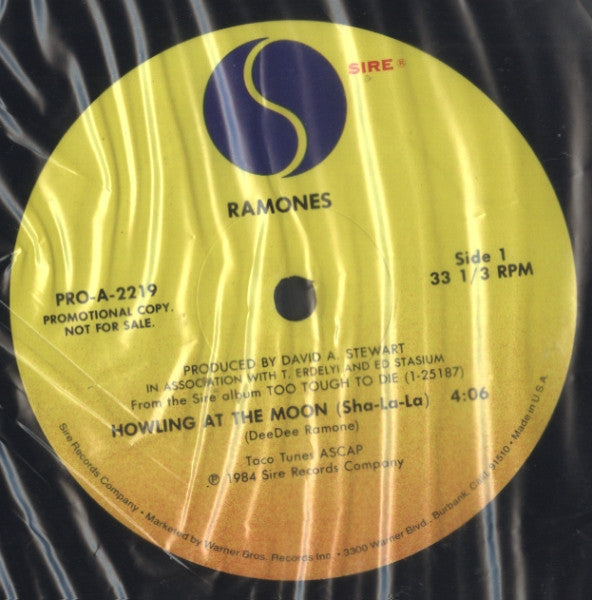 SIRE ®
RAMONES
PRO-A-2219
PROMOTIONAL COPY.
NOT FOR SALE.
Side 1
33 1/3 RPM
PRODUCED BY DAVID A. STEWART
IN ASSOCIATION WITH T. ERDELYI AND ED STASIUM
From the Sire album TOO TOUGH TO DIE (1-25187)
HOWLING AT THE MOON (Sha-La-La) 4:06
(DeeDee Ramone)
Taco Tunes ASCAP
℗ 1984 Sire Records Company
Sire Records Company • Marketed by Warner Bros. Records Inc. • 3300 Warner Blvd., Burbank, Calif. 91510 • Made in U.S.A.